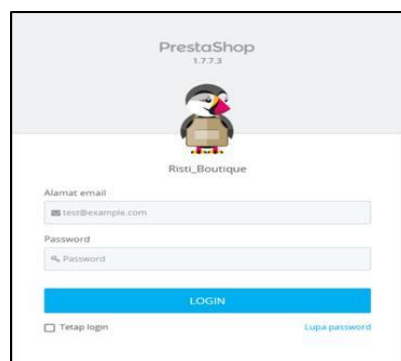 PrestaShop
1.7.7.3
Risti_Boutique
Alamat email
test@example.com
Password
Password
LOGIN
Tetap login
Lupa password